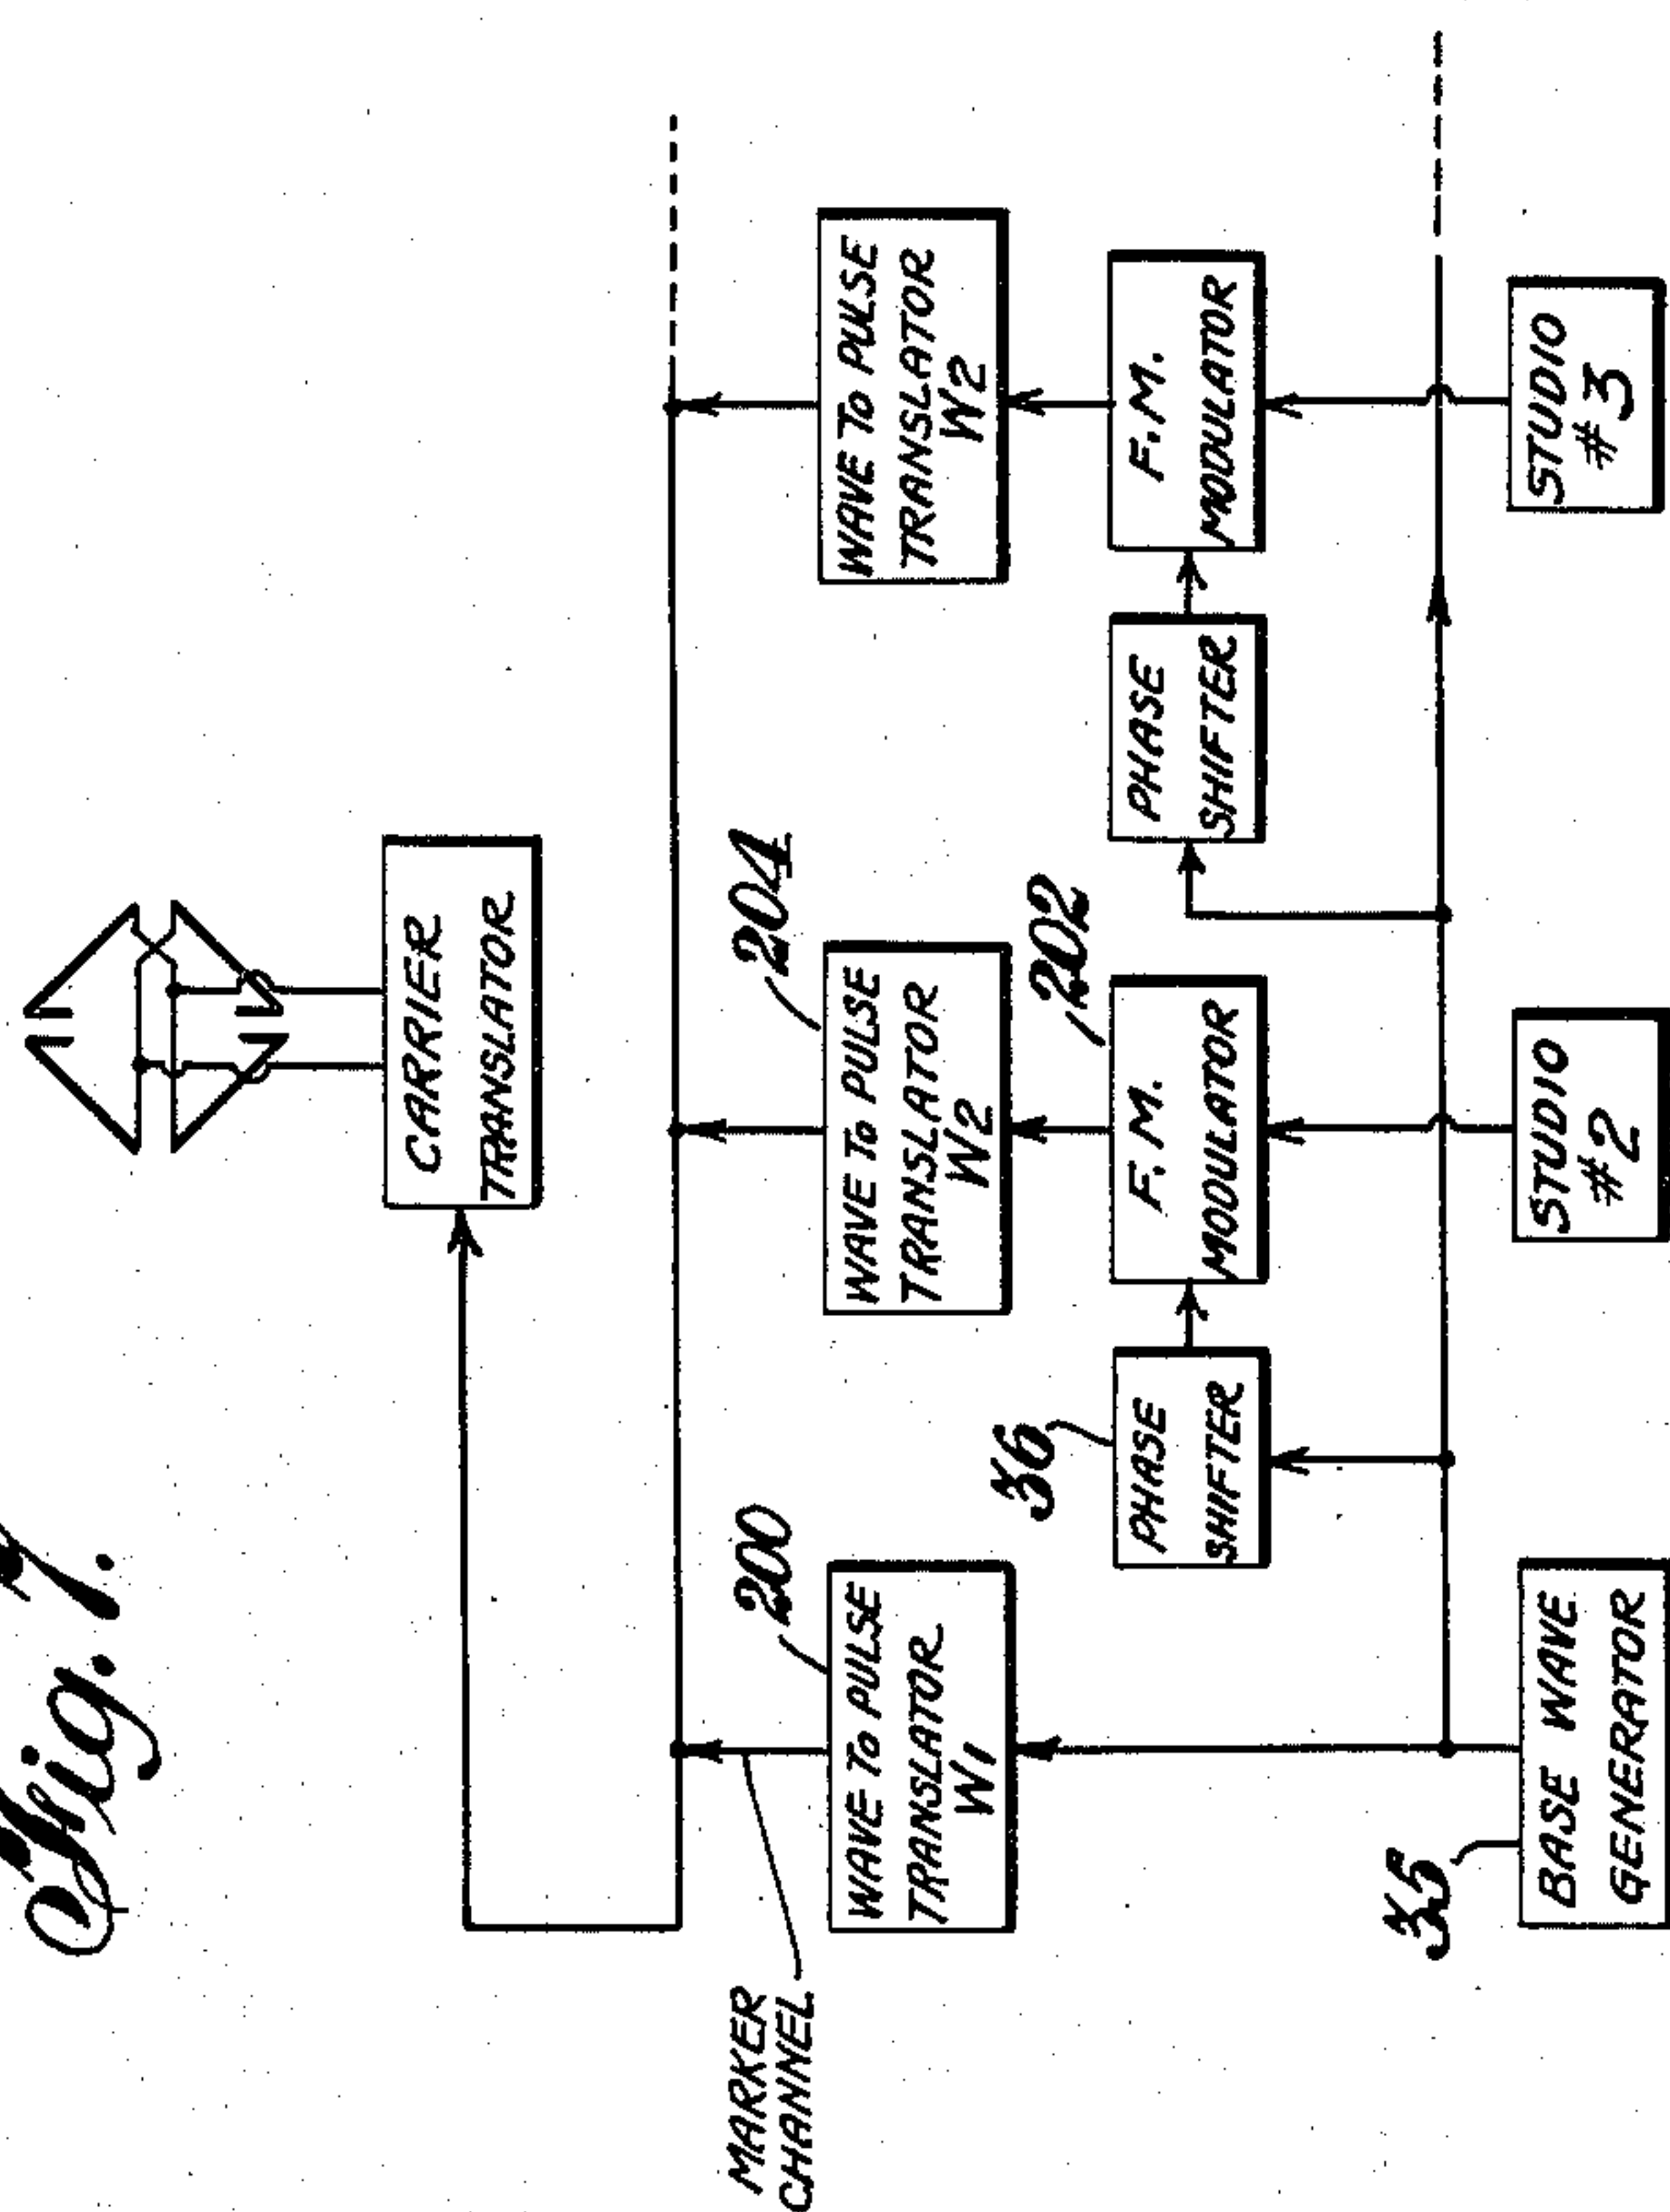 Fig. 7.
CARRIER
TRANSLATOR
MARKER
CHANNEL
200
204
WAVE TO PULSE
TRANSLATOR
W1
WAVE TO PULSE
TRANSLATOR
W2
WAVE TO PULSE
TRANSLATOR
W2
36
202
PHASE
SHIFTER
F.M.
MODULATOR
PHASE
SHIFTER
F.M.
MODULATOR
35
BASE WAVE
GENERATOR
STUDIO
#2
STUDIO
#3